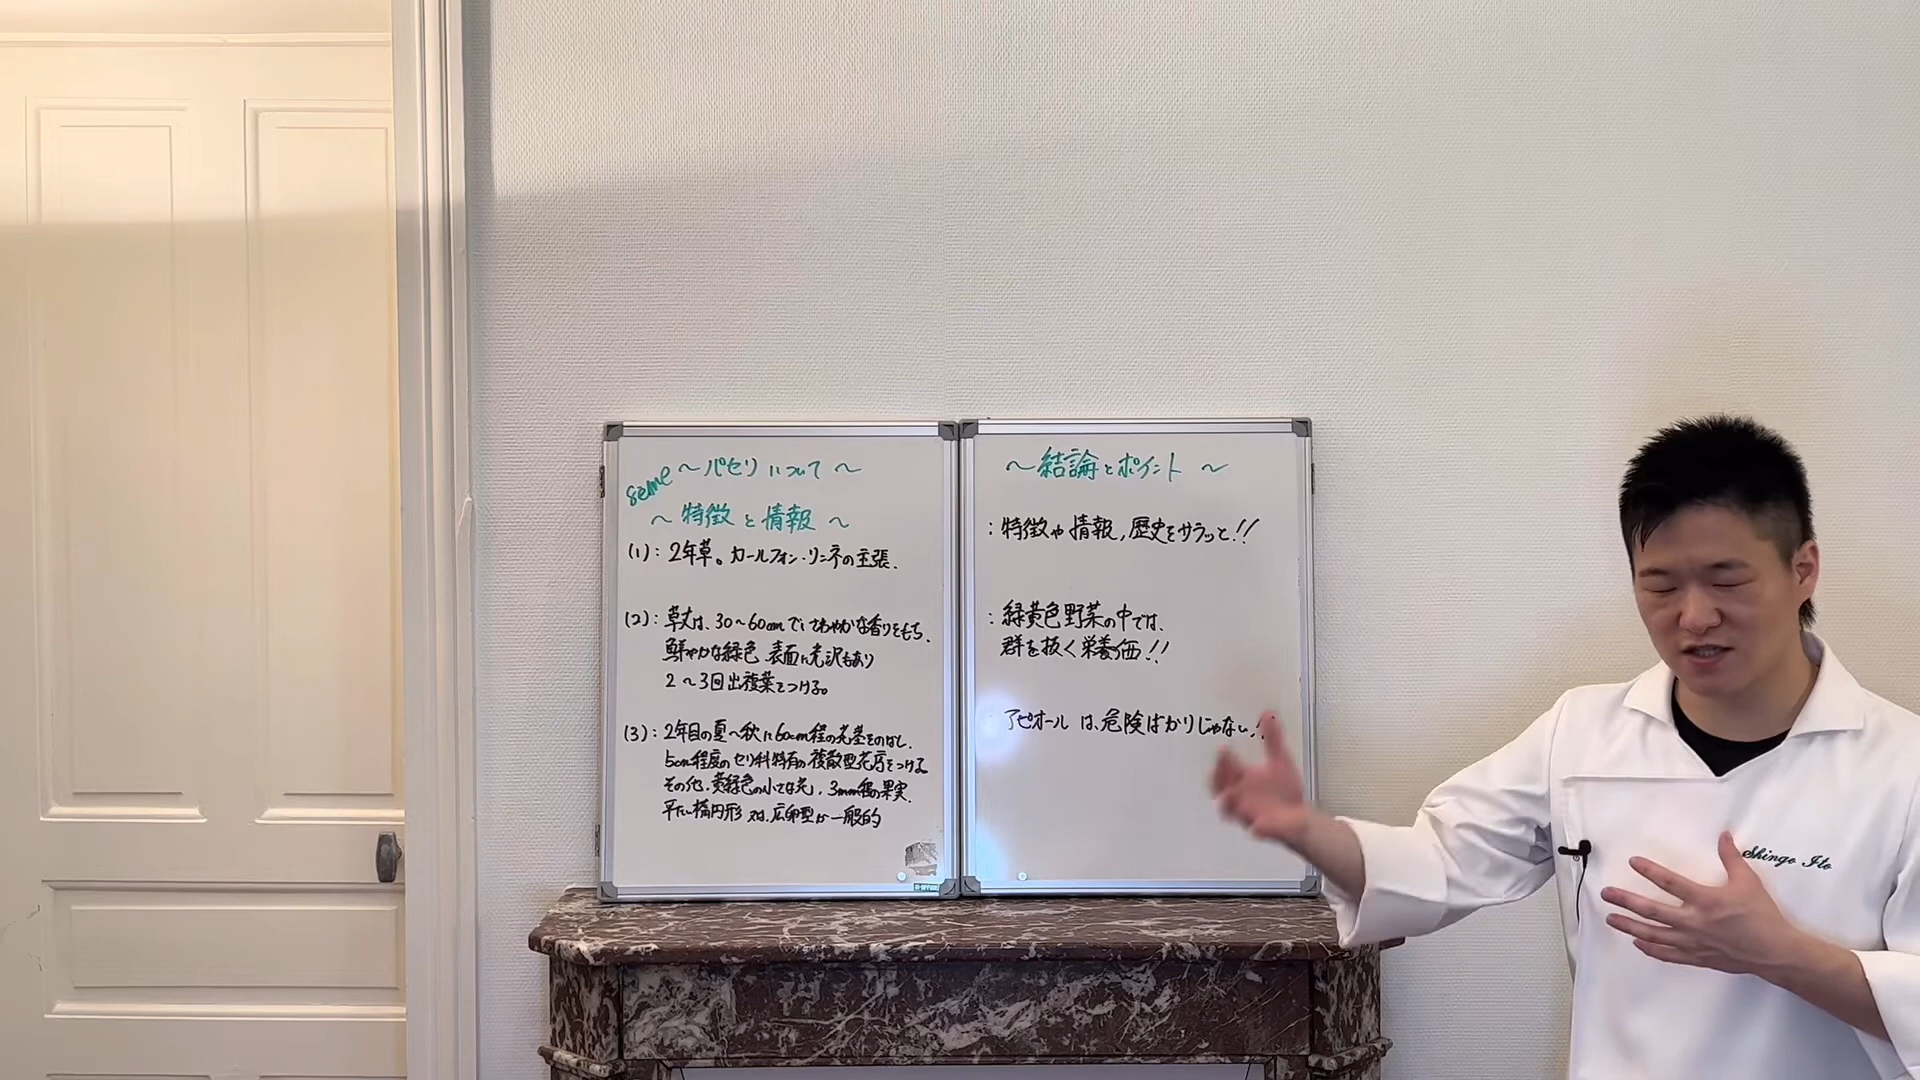 seme
～パセリについて～
～特徴と情報～
(1)：2年草。カールフォン・リンネの主張.
(2)：草丈は、30～60cmでさわやかな香りをもち、
鮮やかな緑色 表面に光沢もあり
2～3回出複葉をつける。
(3)：2年目の夏～秋に60cm程の花茎をのばし、
5cm程度のセリ科特有の複散型花序をつける
その他、黄緑色の小さな花、3mm程の果実.
平たい楕円形 又は、広卵型が一般的
～結論とポイント～
：特徴や情報,歴史をサラッと!!
：緑黄色野菜の中では、
群を抜く栄養価!!
アピオールは、危険ばかりじゃない!!
Shingo Ito